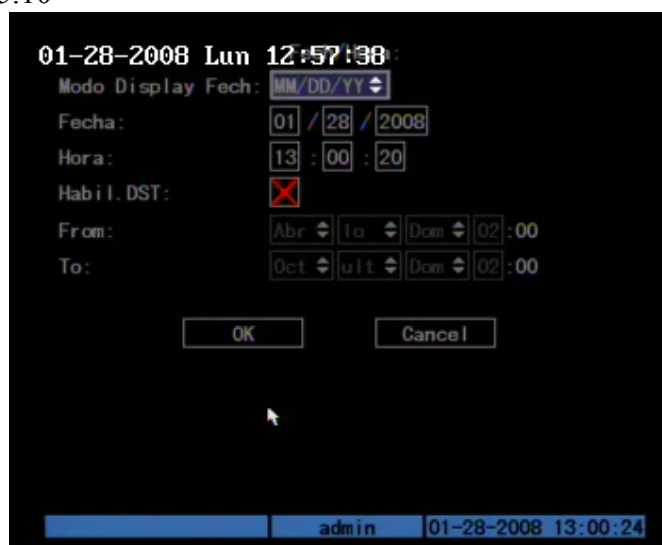 01-28-2008 Lun 12:57:38
Modo Display Fech: MM/DD/YY
Fecha: 01 / 28 / 2008
Hora: 13 : 00 : 20
Habil.DST:
From: Abr 1o Dom 02 :00
To: Oct ult Dom 02 :00
OK Cancel
admin 01-28-2008 13:00:24